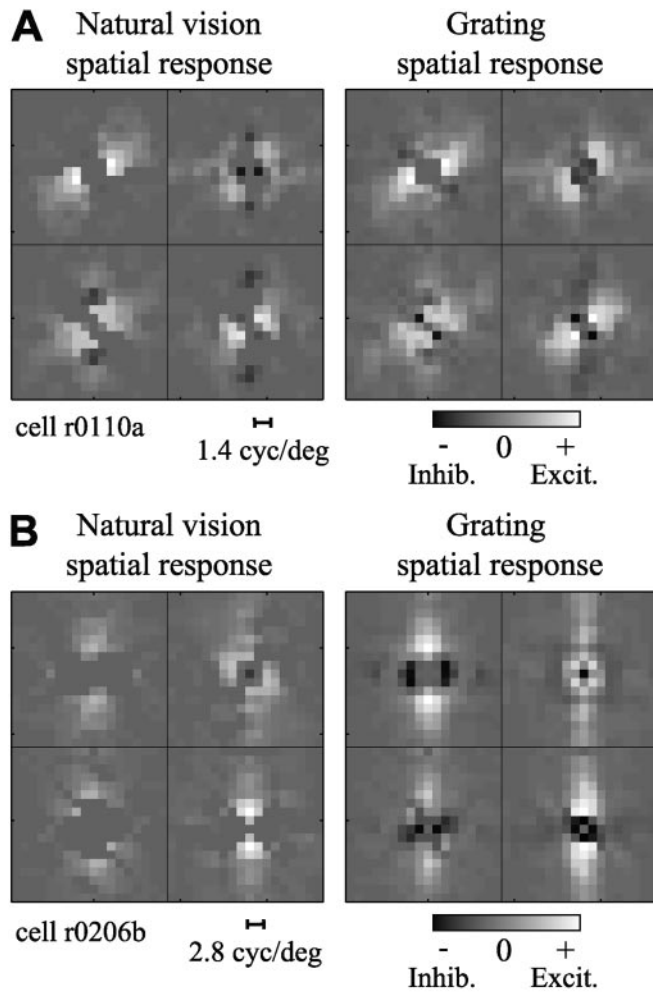 A
Natural vision
spatial response
Grating
spatial response
cell r0110a
1.4 cyc/deg
- 0 +
Inhib. Excit.
B
Natural vision
spatial response
Grating
spatial response
cell r0206b
2.8 cyc/deg
- 0 +
Inhib. Excit.